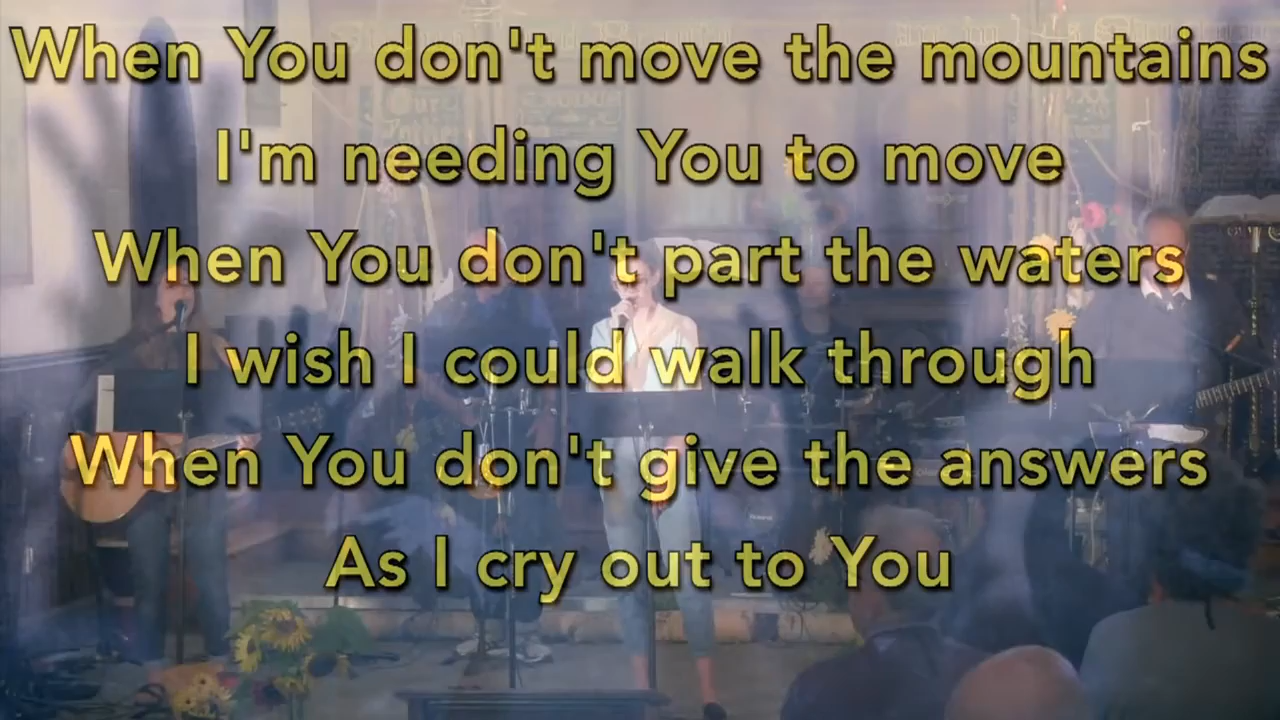 When You don't move the mountains
I'm needing You to move
When You don't part the waters
I wish I could walk through
When You don't give the answers
As I cry out to You